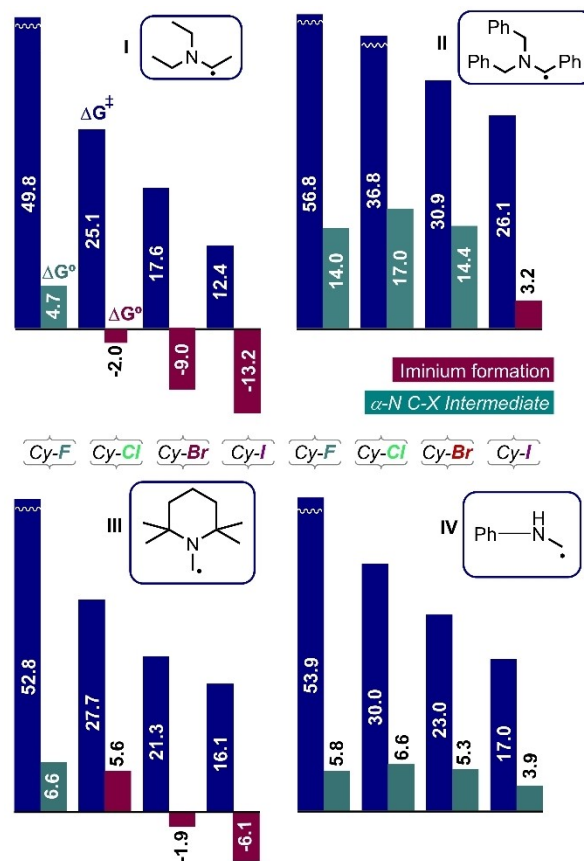 I
N
II
Ph
Ph
N
Ph
ΔG‡
49.8
25.1
17.6
12.4
ΔGº
4.7
ΔGº
-2.0
-9.0
-13.2
56.8
36.8
30.9
26.1
14.0
17.0
14.4
3.2
Iminium formation
α-N C-X Intermediate
Cy-F Cy-Cl Cy-Br Cy-I Cy-F Cy-Cl Cy-Br Cy-I
III
N
IV
H
Ph
N
52.8
27.7
21.3
16.1
6.6
5.6
-1.9
-6.1
53.9
30.0
23.0
17.0
5.8
6.6
5.3
3.9